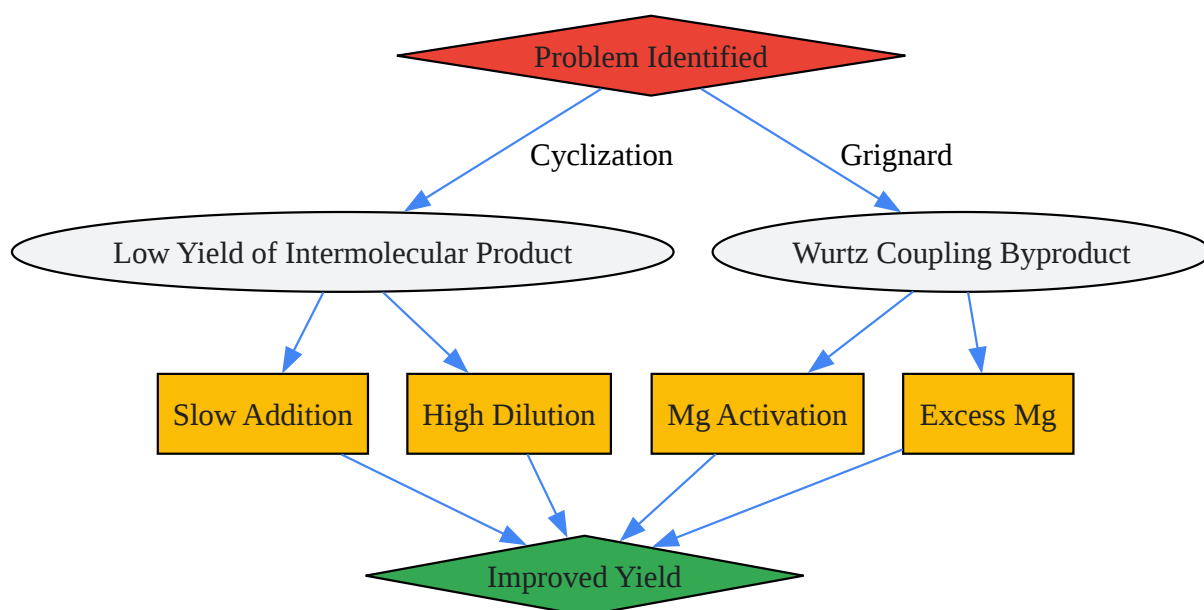 Problem Identified
Cyclization
Grignard
Low Yield of Intermolecular Product
Wurtz Coupling Byproduct
Slow Addition
High Dilution
Mg Activation
Excess Mg
Improved Yield